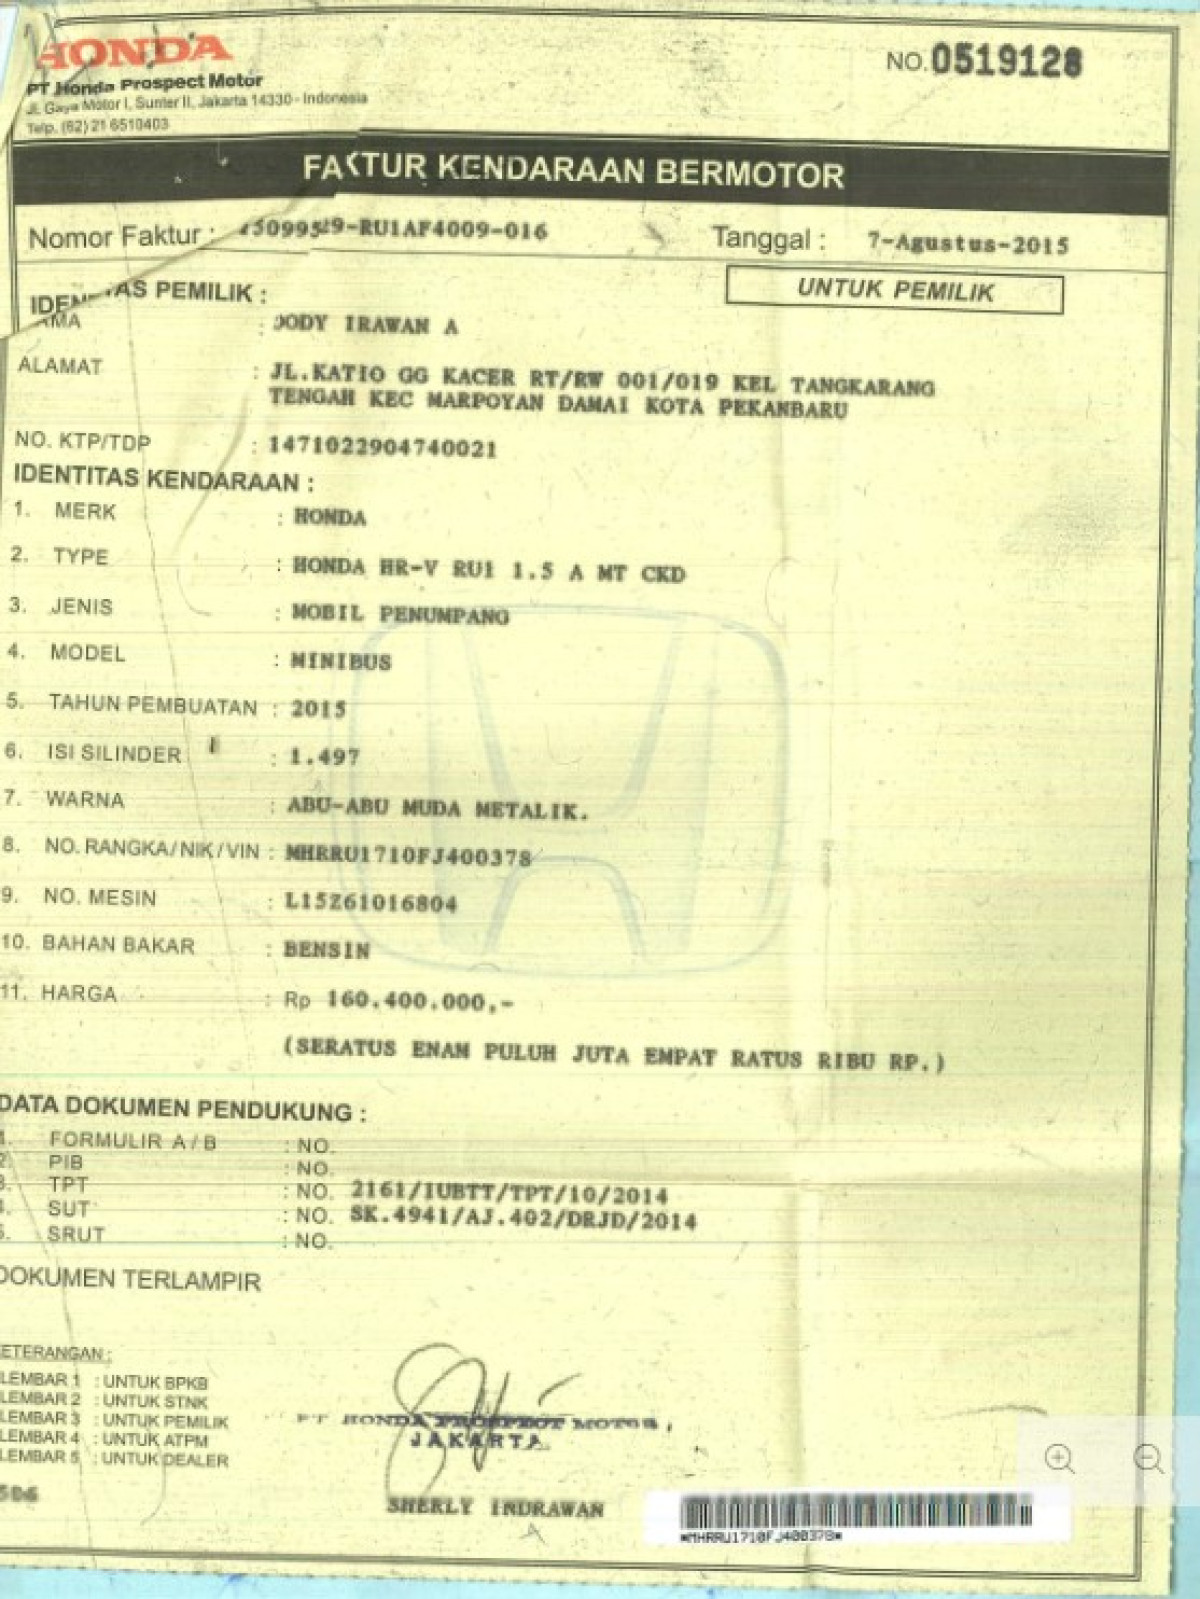 HONDA
PT Honda Prospect Motor
Jl. Gaya Motor I, Sunter II, Jakarta 14330 - Indonesia
Telp. (62) 21 6510403
NO. 0519128
FAKTUR KENDARAAN BERMOTOR
Nomor Faktur : -RU1AF4009-016
Tanggal : 7-Agustus-2015
IDENTITAS PEMILIK :
UNTUK PEMILIK
AMA : DODY IRAWAN A
ALAMAT : JL.KATIO GG KACER RT/RW 001/019 KEL TANGKARANG
TENGAH KEC MARPOYAN DAMAI KOTA PEKANBARU
NO. KTP/TDP : 1471022904740021
IDENTITAS KENDARAAN :
1. MERK : HONDA
2. TYPE : HONDA HR-V RU1 1.5 A MT CKD
3. JENIS : MOBIL PENUMPANG
4. MODEL : MINIBUS
5. TAHUN PEMBUATAN : 2015
6. ISI SILINDER : 1.497
7. WARNA : ABU-ABU MUDA METALIK.
8. NO. RANGKA/NIK/VIN : MHRRU1710FJ400378
9. NO. MESIN : L15Z61016804
10. BAHAN BAKAR : BENSIN
11. HARGA : Rp 160.400.000,-
(SERATUS ENAM PULUH JUTA EMPAT RATUS RIBU RP.)
DATA DOKUMEN PENDUKUNG :
1. FORMULIR A/B : NO.
2. PIB : NO.
3. TPT : NO. 2161/IUBTT/TPT/10/2014
4. SUT : NO. SK.4941/AJ.402/DRJD/2014
5. SRUT : NO.
DOKUMEN TERLAMPIR
KETERANGAN :
LEMBAR 1 : UNTUK BPKB
LEMBAR 2 : UNTUK STNK
LEMBAR 3 : UNTUK PEMILIK
LEMBAR 4 : UNTUK ATPM
LEMBAR 5 : UNTUK DEALER
PT HONDA PROSPECT MOTOR,
JAKARTA
SHERLY INDRAWAN
*MHRRU1710FJ400378*